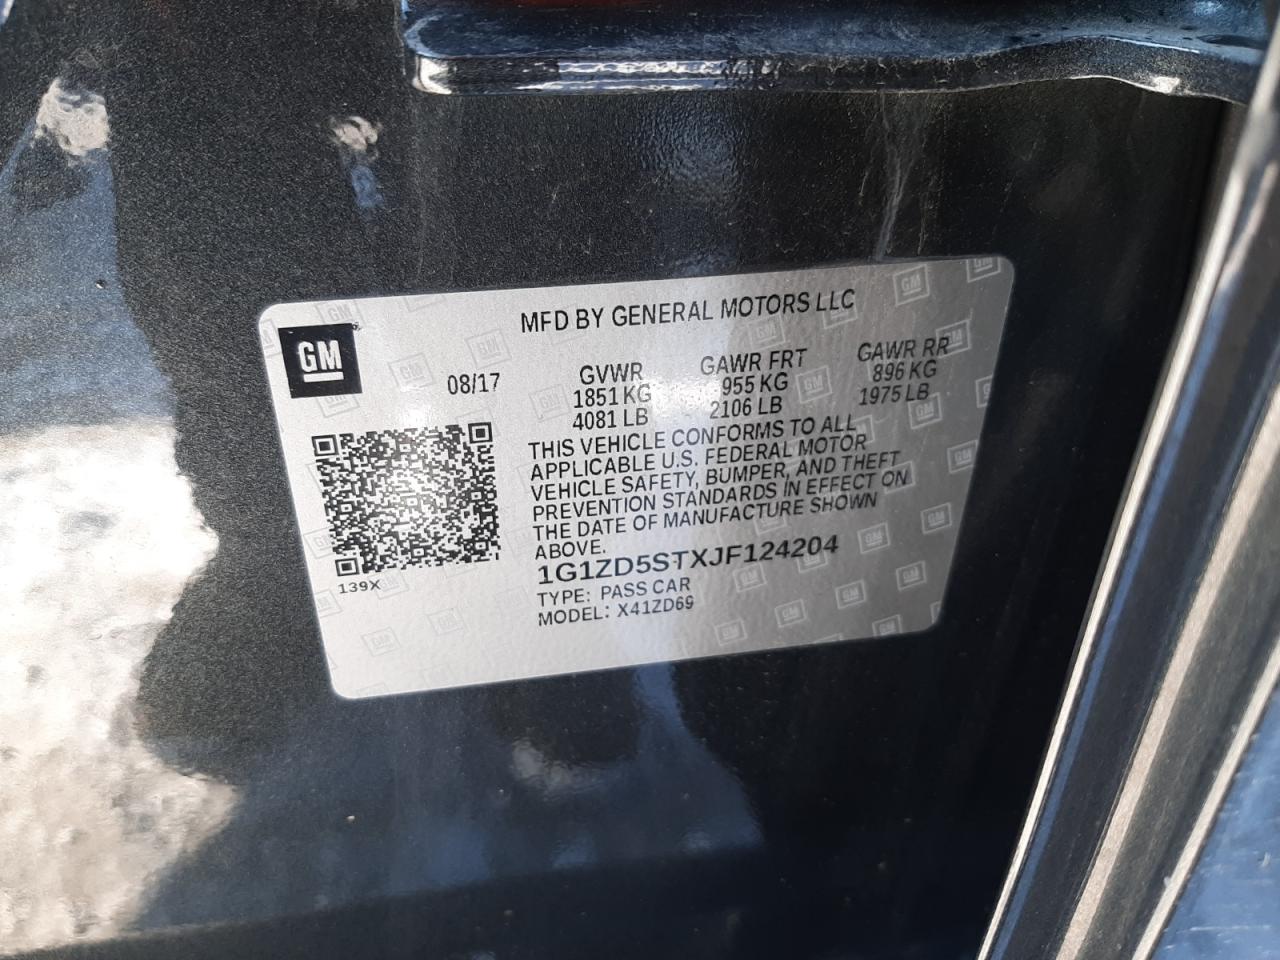 MFD BY GENERAL MOTORS LLC
GM
08/17
GVWR GAWR FRT GAWR RR
1851 KG 955 KG 896 KG
4081 LB 2106 LB 1975 LB
THIS VEHICLE CONFORMS TO ALL
APPLICABLE U.S. FEDERAL MOTOR
VEHICLE SAFETY, BUMPER, AND THEFT
PREVENTION STANDARDS IN EFFECT ON
THE DATE OF MANUFACTURE SHOWN
ABOVE.
1G1ZD5STXJF124204
TYPE: PASS CAR
MODEL: X41ZD69
139X